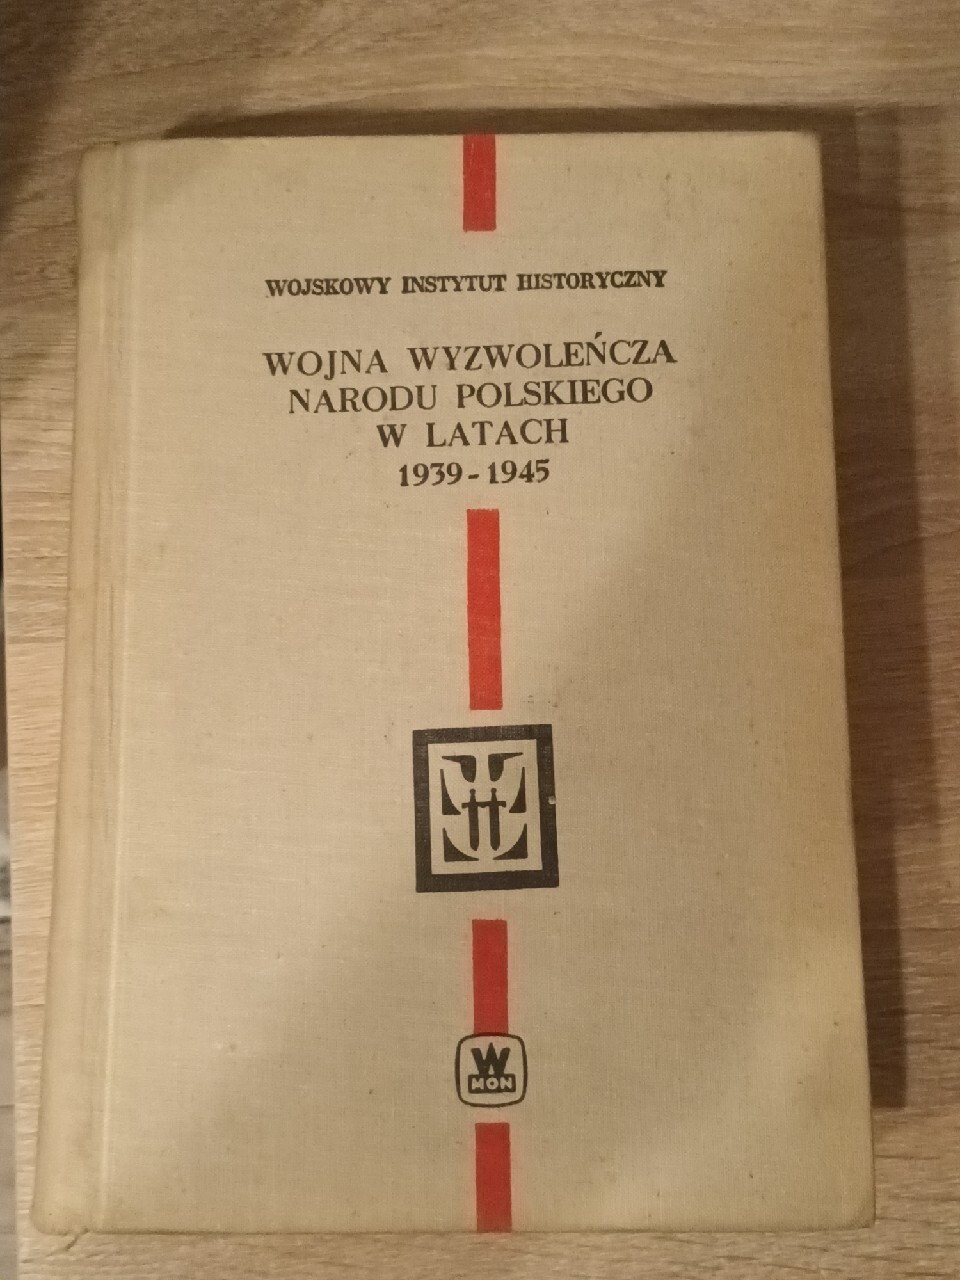 WOJSKOWY INSTYTUT HISTORYCZNY
WOJNA WYZWOLEŃCZA
NARODU POLSKIEGO
W LATACH
1939-1945
W
MON